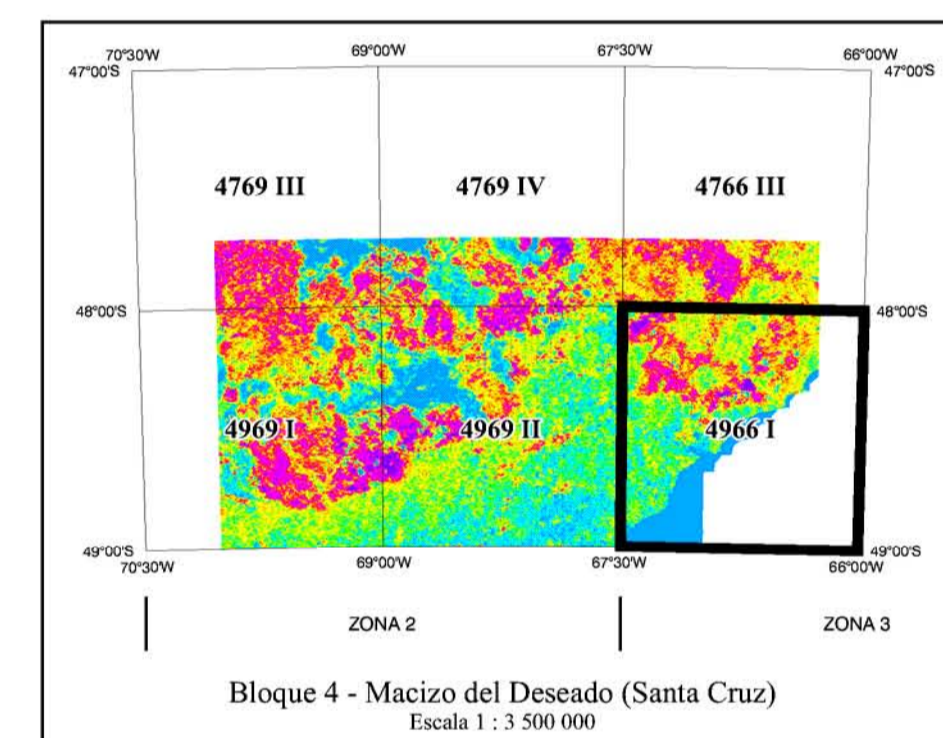 70°30'W 69°00'W 67°30'W 66°00'W
47°00'S 47°00'S
4769 III 4769 IV 4766 III
48°00'S 48°00'S
4969 I 4969 II 4966 I
49°00'S 49°00'S
70°30'W 69°00'W 67°30'W 66°00'W
ZONA 2 ZONA 3
Bloque 4 - Macizo del Deseado (Santa Cruz)
Escala 1 : 3 500 000